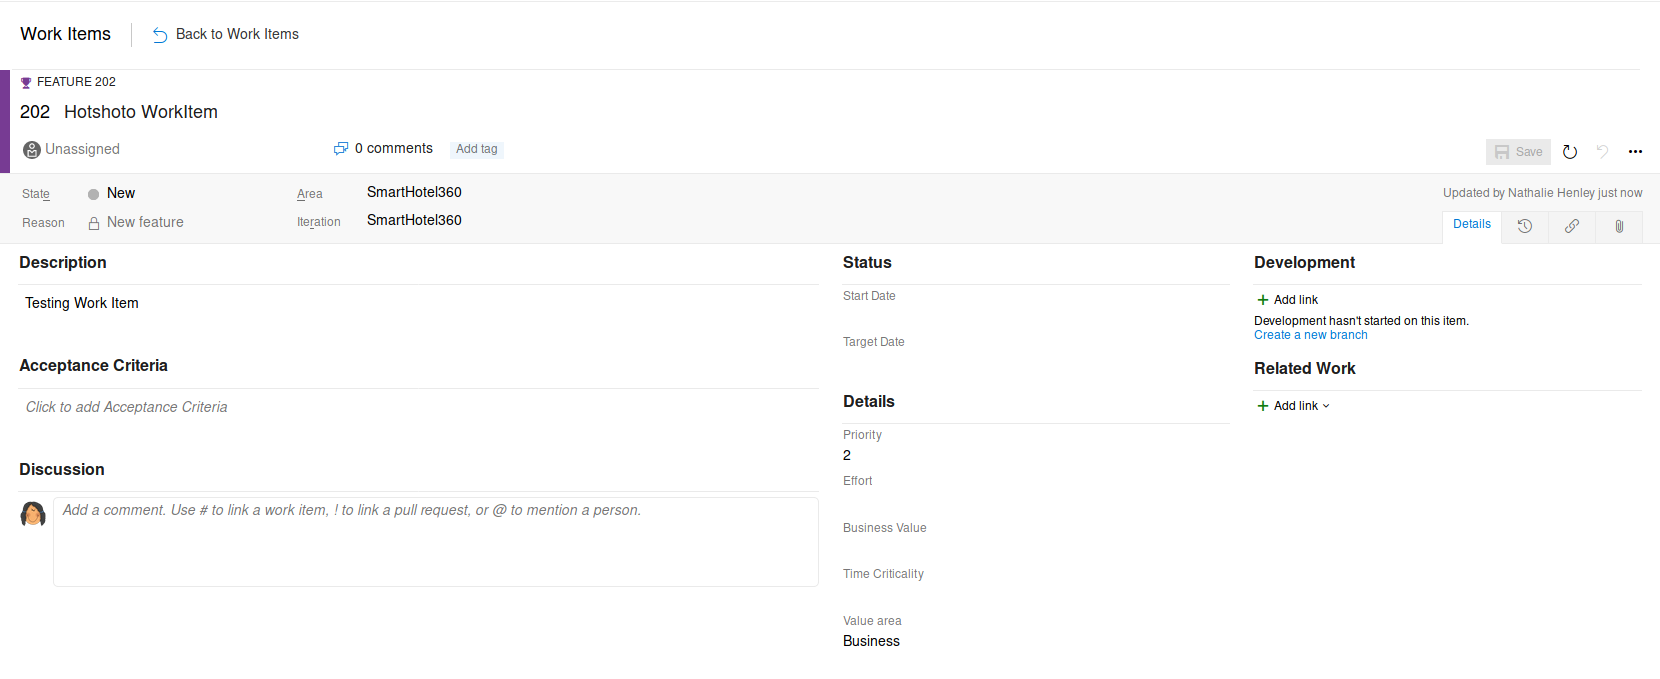 Work Items
Back to Work Items
FEATURE 202
202 Hotshoto WorkItem
Unassigned
0 comments
Add tag
Save
State
New
Area
SmartHotel360
Updated by Nathalie Henley just now
Reason
New feature
Iteration
SmartHotel360
Details
Description
Testing Work Item
Acceptance Criteria
Click to add Acceptance Criteria
Discussion
Add a comment. Use # to link a work item, ! to link a pull request, or @ to mention a person.
Status
Start Date
Target Date
Details
Priority
2
Effort
Business Value
Time Criticality
Value area
Business
Development
Add link
Development hasn't started on this item.
Create a new branch
Related Work
Add link